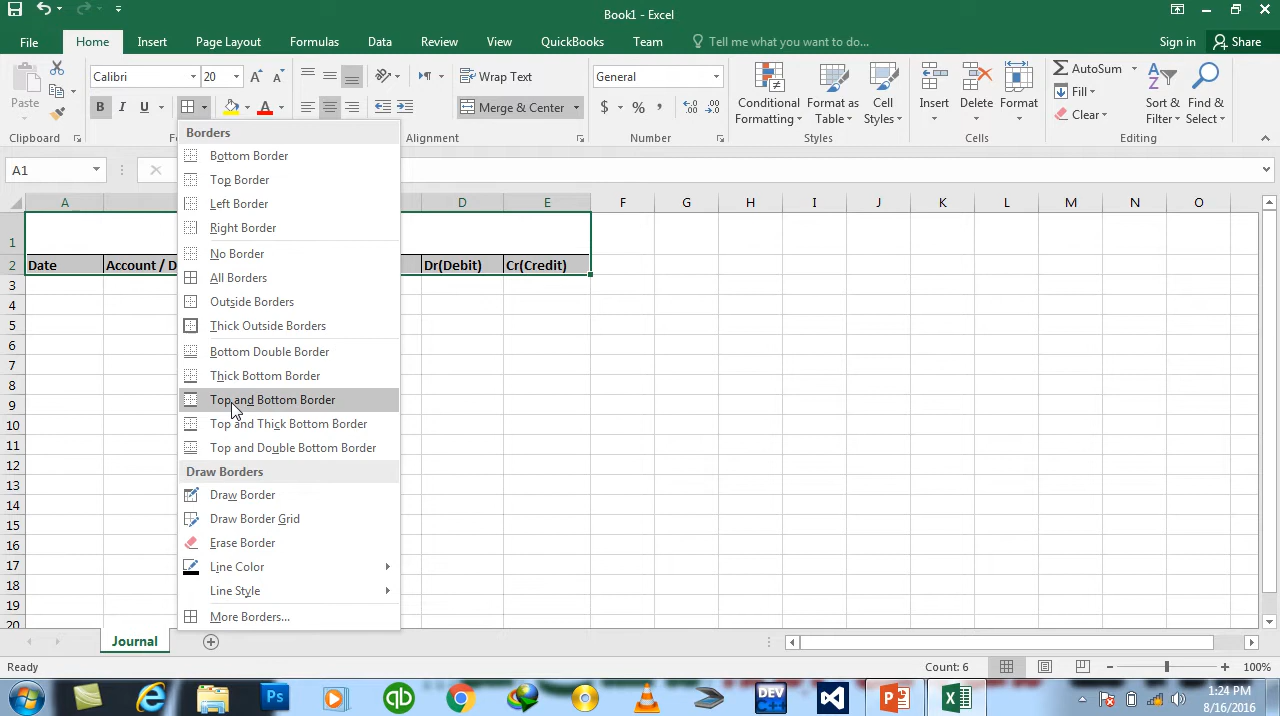 Book1 - Excel
File Home Insert Page Layout Formulas Data Review View QuickBooks Team Tell me what you want to do... Sign in Share
Paste Calibri 20 Wrap Text General Conditional Formatting Format as Table Cell Styles Insert Delete Form.. AutoSum Sort & Filter Find & Select
B I U Merge & Center $ % Fill
Clear
Clipboard Alignment Number Styles Cells Editing
A1
Borders
Bottom Border
Top Border
Left Border
Right Border
No Border
All Borders
Outside Borders
Thick Outside Borders
Bottom Double Border
Thick Bottom Border
Top and Bottom Border
Top and Thick Bottom Border
Top and Double Bottom Border
Draw Borders
Draw Border
Draw Border Grid
Erase Border
Line Color
Line Style
More Borders...
A D E F G H I J K L M N O
1
2 Date Account / D Dr(Debit) Cr(Credit)
3
4
5
6
7
8
9
10
11
12
13
14
15
16
17
18
19
20
Journal
Ready Count: 6 100%
Ps DEV 1:24 PM
8/16/2016